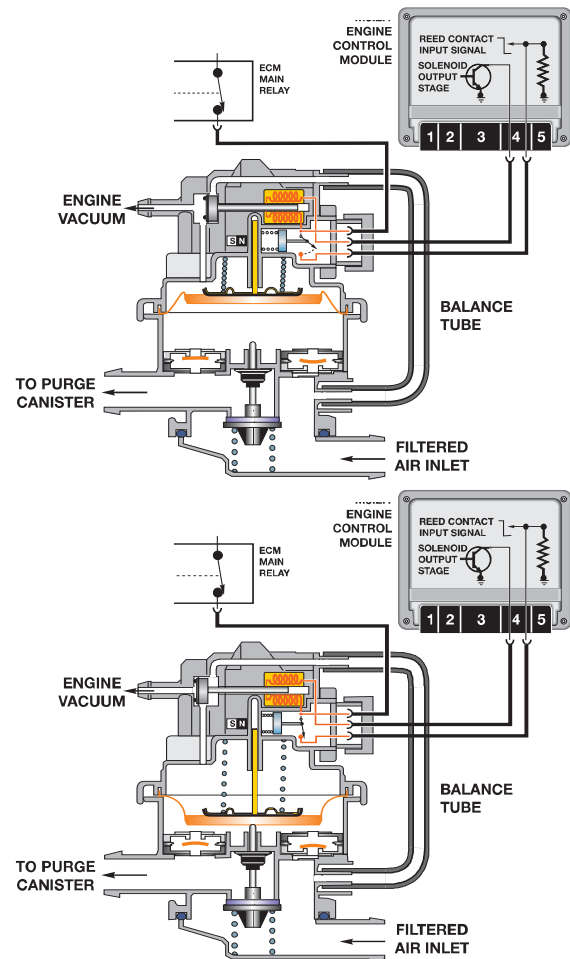 ENGINE
CONTROL
MODULE
REED CONTACT
INPUT SIGNAL
SOLENOID
OUTPUT
STAGE
1 2 3 4 5
ECM
MAIN
RELAY
ENGINE
VACUUM
S N
BALANCE
TUBE
TO PURGE
CANISTER
FILTERED
AIR INLET
ENGINE
CONTROL
MODULE
REED CONTACT
INPUT SIGNAL
SOLENOID
OUTPUT
STAGE
1 2 3 4 5
ECM
MAIN
RELAY
ENGINE
VACUUM
S N
BALANCE
TUBE
TO PURGE
CANISTER
FILTERED
AIR INLET